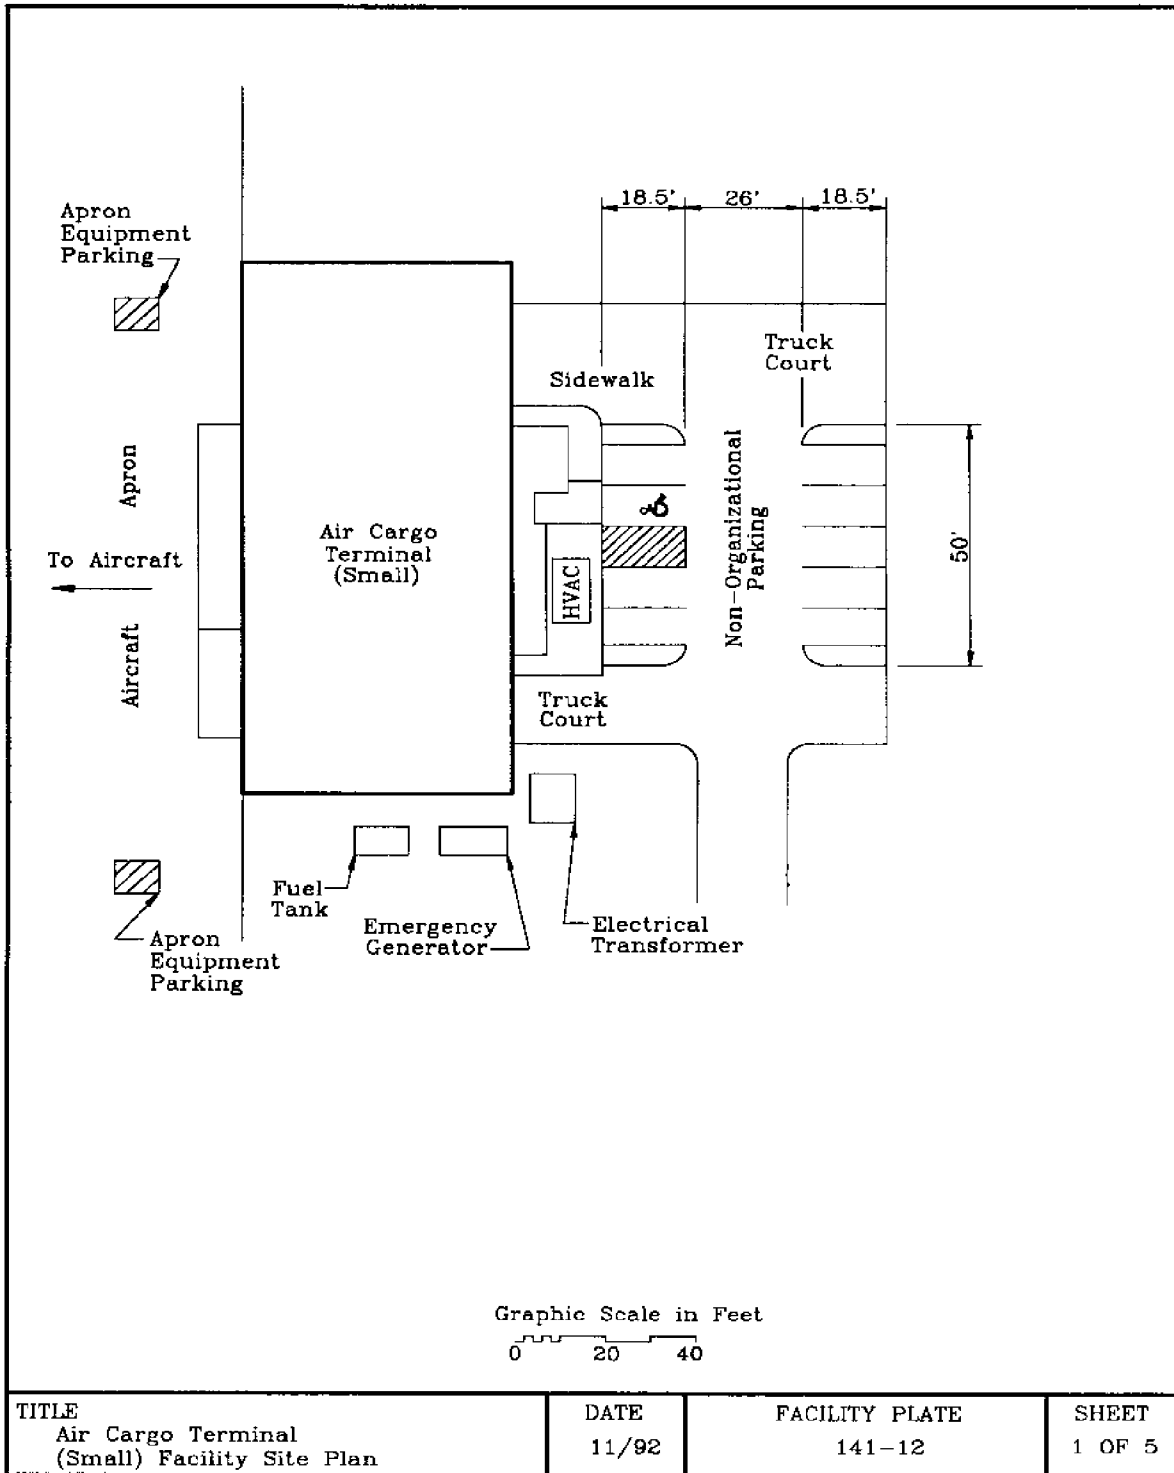 18.5'
26'
18.5'
Apron
Equipment
Parking
Truck
Court
Sidewalk
Apron
Non-Organizational
Parking
Air Cargo
Terminal
(Small)
To Aircraft
50'
HVAC
Aircraft
Truck
Court
Fuel
Tank
Emergency
Generator
Electrical
Transformer
Apron
Equipment
Parking
Graphic Scale in Feet
0 20 40
TITLE
Air Cargo Terminal
(Small) Facility Site Plan
DATE
11/92
FACILITY PLATE
141-12
SHEET
1 OF 5